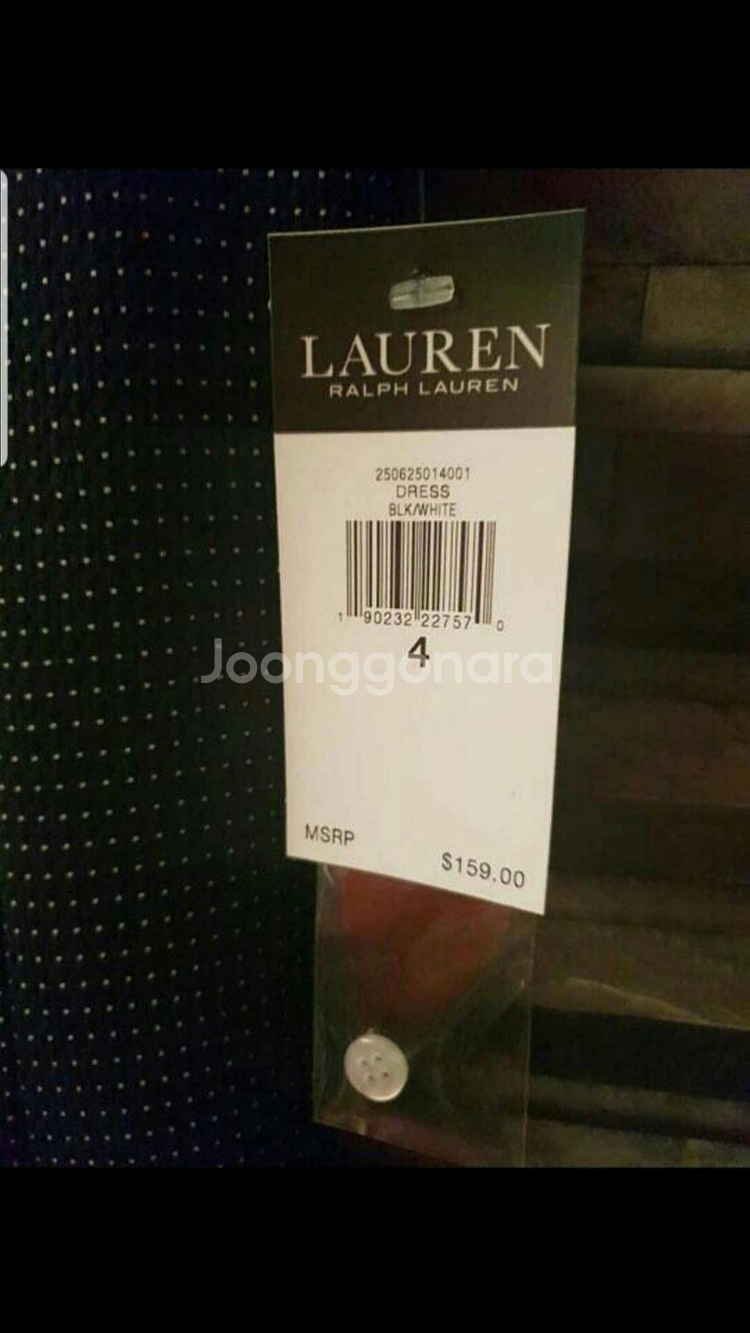 LAUREN
RALPH LAUREN
250625014001
DRESS
BLK/WHITE
1 90232 22757 0
4
Joonggonara
MSRP
$159.00